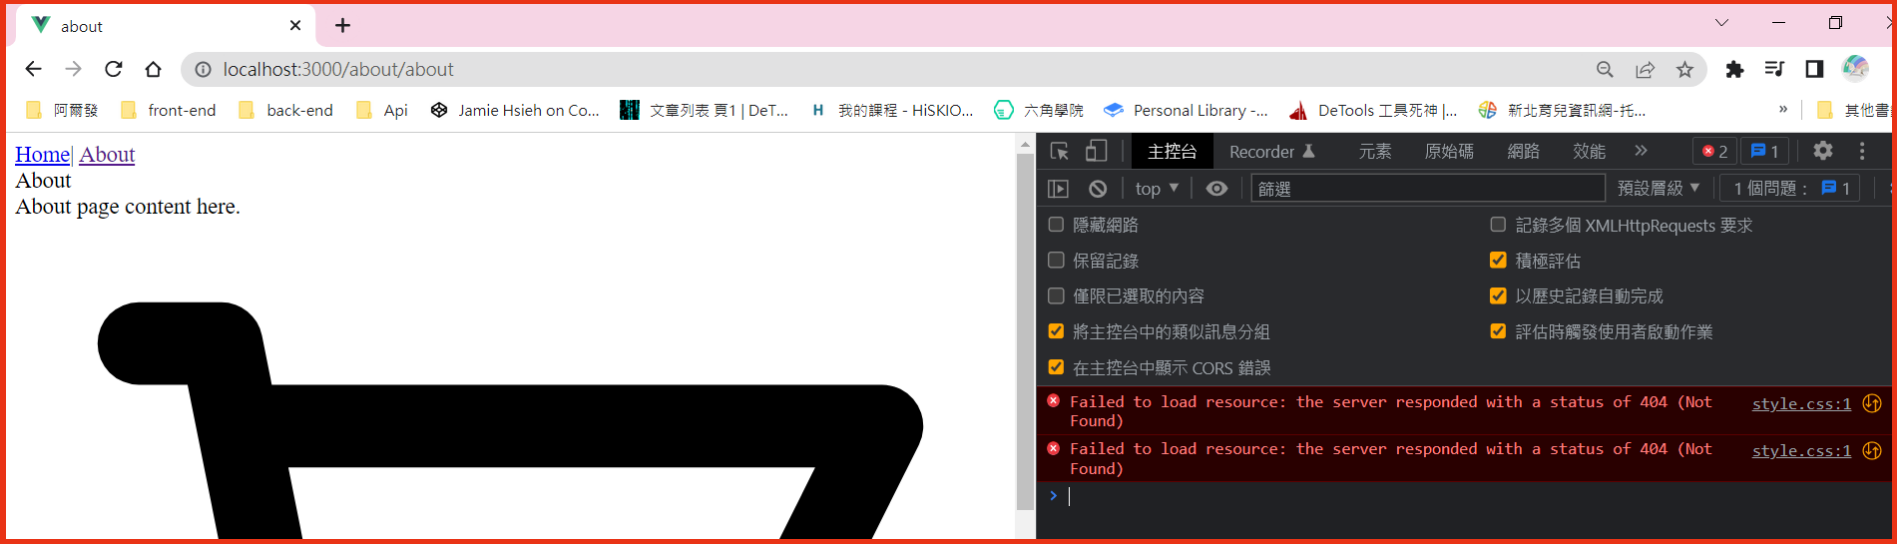 about
localhost:3000/about/about
阿爾發 front-end back-end Api Jamie Hsieh on Co... 文章列表 頁1 | DeT... H 我的課程 - HiSKIO... 六角學院 Personal Library -... DeTools 工具死神 |... 新北育兒資訊網-托... » 其他書
Home| About
About
About page content here.
主控台 Recorder 元素 原始碼 網路 效能 » 2 1
top ▼ 篩選 預設層級 ▼ 1 個問題： 1
隱藏網路 記錄多個 XMLHttpRequests 要求
保留記錄 積極評估
僅限已選取的內容 以歷史記錄自動完成
將主控台中的類似訊息分組 評估時觸發使用者啟動作業
在主控台中顯示 CORS 錯誤
Failed to load resource: the server responded with a status of 404 (Not style.css:1
Found)
Failed to load resource: the server responded with a status of 404 (Not style.css:1
Found)